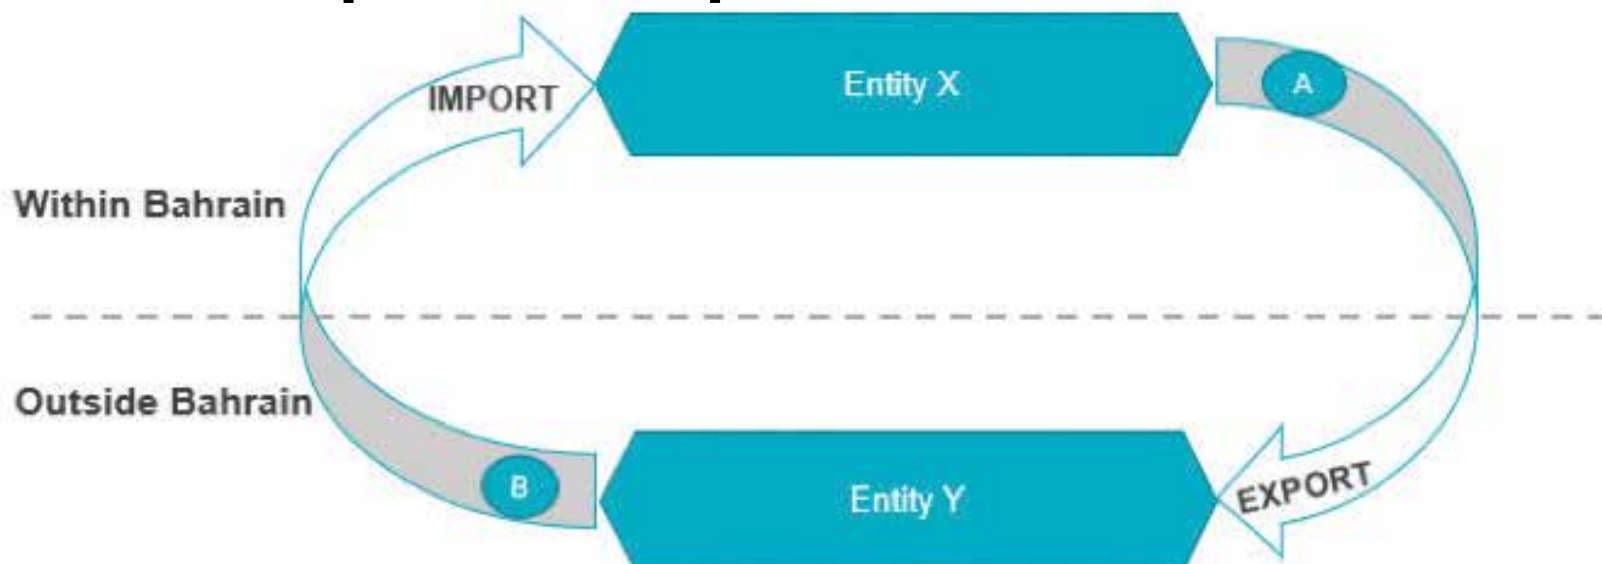 Entity X
A
IMPORT
Within Bahrain
Outside Bahrain
B
Entity Y
EXPORT